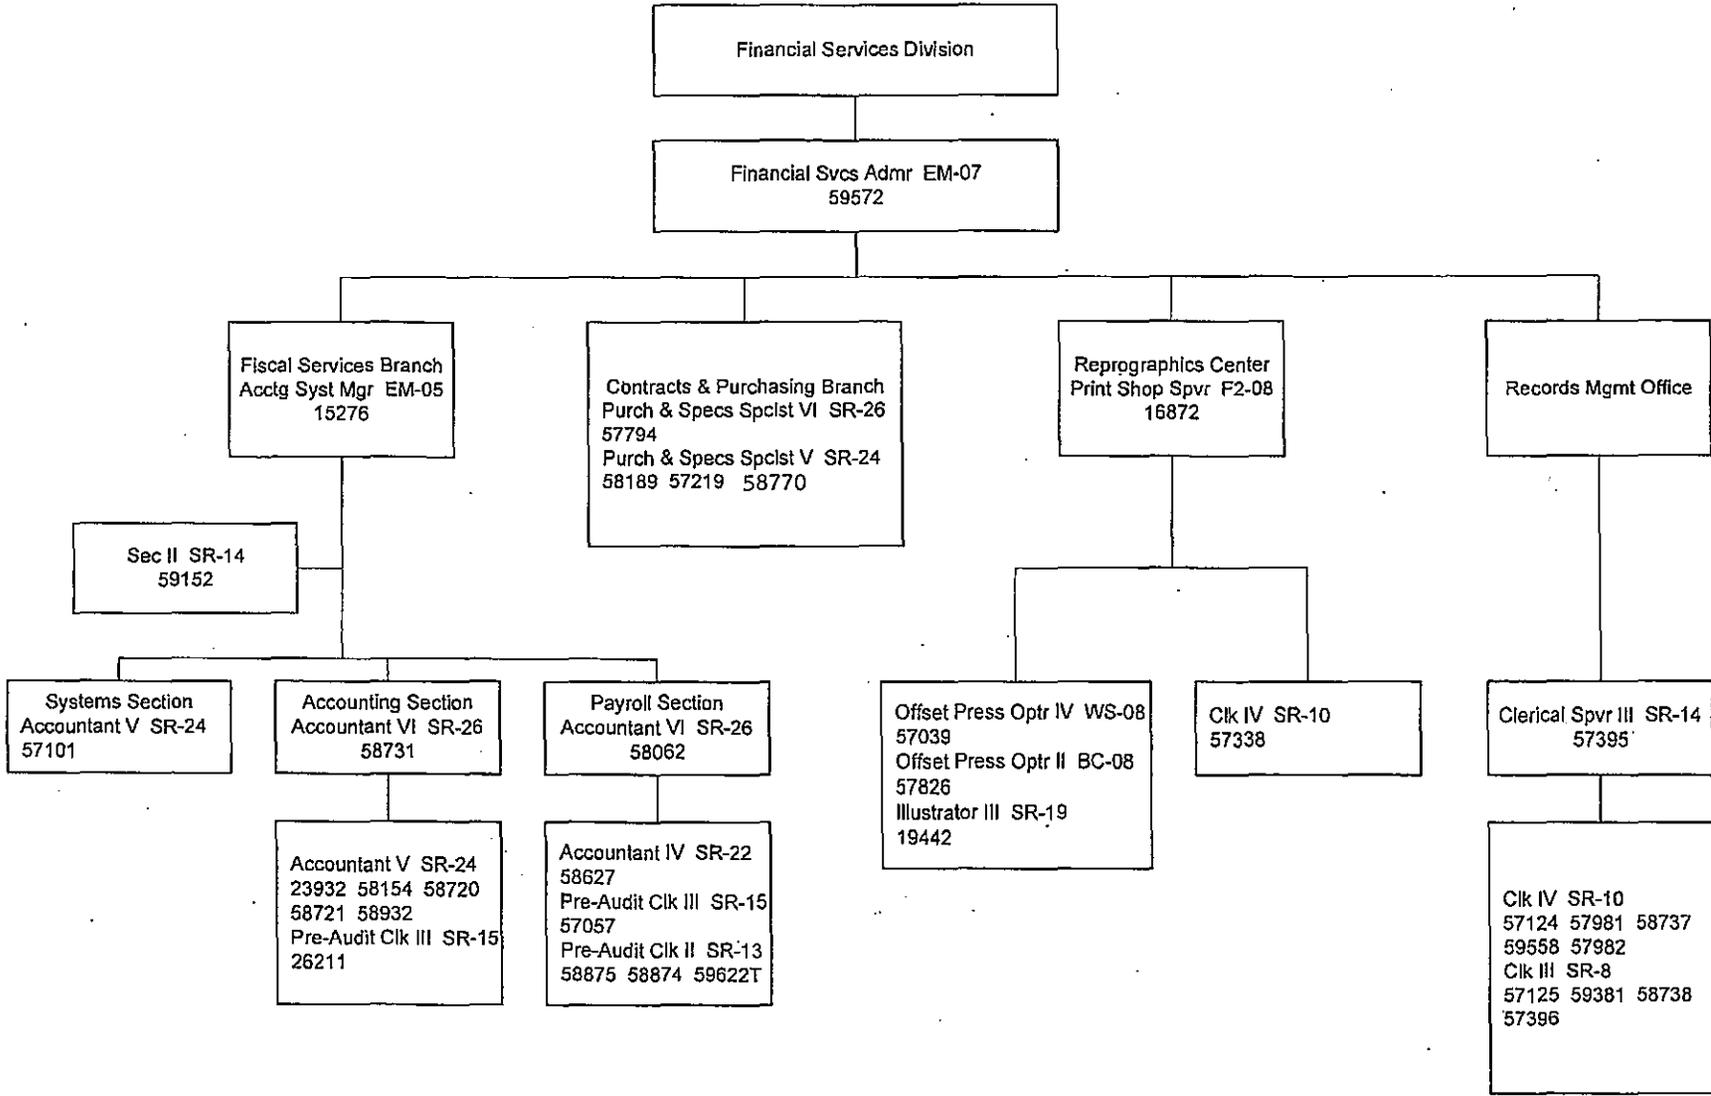 Financial Services Division
Financial Svcs Admr EM-07
59572
Fiscal Services Branch
Acctg Syst Mgr EM-05
15276
Contracts & Purchasing Branch
Purch & Specs Spclst VI SR-26
57794
Purch & Specs Spclst V SR-24
58189 57219 58770
Reprographics Center
Print Shop Spvr F2-08
16872
Records Mgmt Office
Sec II SR-14
59152
Systems Section
Accountant V SR-24
57101
Accounting Section
Accountant VI SR-26
58731
Payroll Section
Accountant VI SR-26
58062
Offset Press Optr IV WS-08
57039
Offset Press Optr II BC-08
57826
Illustrator III SR-19
19442
Clk IV SR-10
57338
Clerical Spvr III SR-14
57395
Accountant V SR-24
23932 58154 58720
58721 58932
Pre-Audit Clk III SR-15
26211
Accountant IV SR-22
58627
Pre-Audit Clk III SR-15
57057
Pre-Audit Clk II SR-13
58875 58874 59622T
Clk IV SR-10
57124 57981 58737
59558 57982
Clk III SR-8
57125 59381 58738
57396